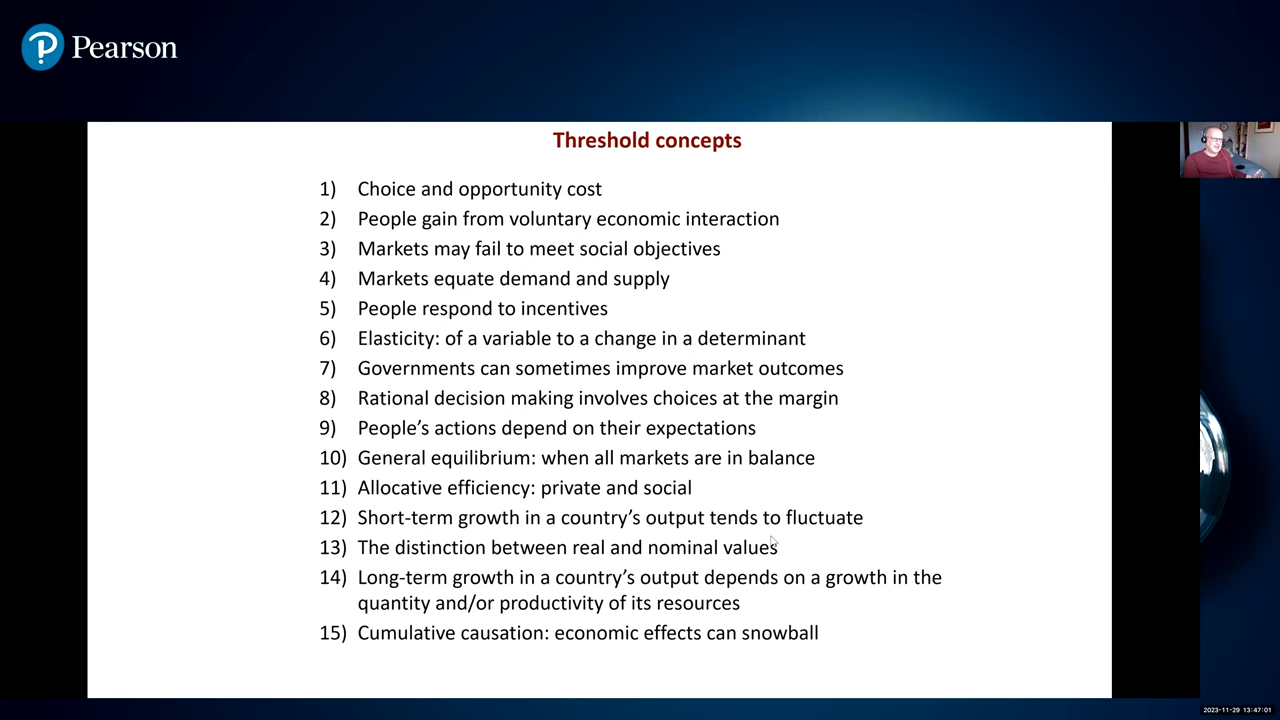 Pearson
Threshold concepts
1) Choice and opportunity cost
2) People gain from voluntary economic interaction
3) Markets may fail to meet social objectives
4) Markets equate demand and supply
5) People respond to incentives
6) Elasticity: of a variable to a change in a determinant
7) Governments can sometimes improve market outcomes
8) Rational decision making involves choices at the margin
9) People’s actions depend on their expectations
10) General equilibrium: when all markets are in balance
11) Allocative efficiency: private and social
12) Short-term growth in a country’s output tends to fluctuate
13) The distinction between real and nominal values
14) Long-term growth in a country’s output depends on a growth in the
quantity and/or productivity of its resources
15) Cumulative causation: economic effects can snowball
2023-11-29 13:47:01